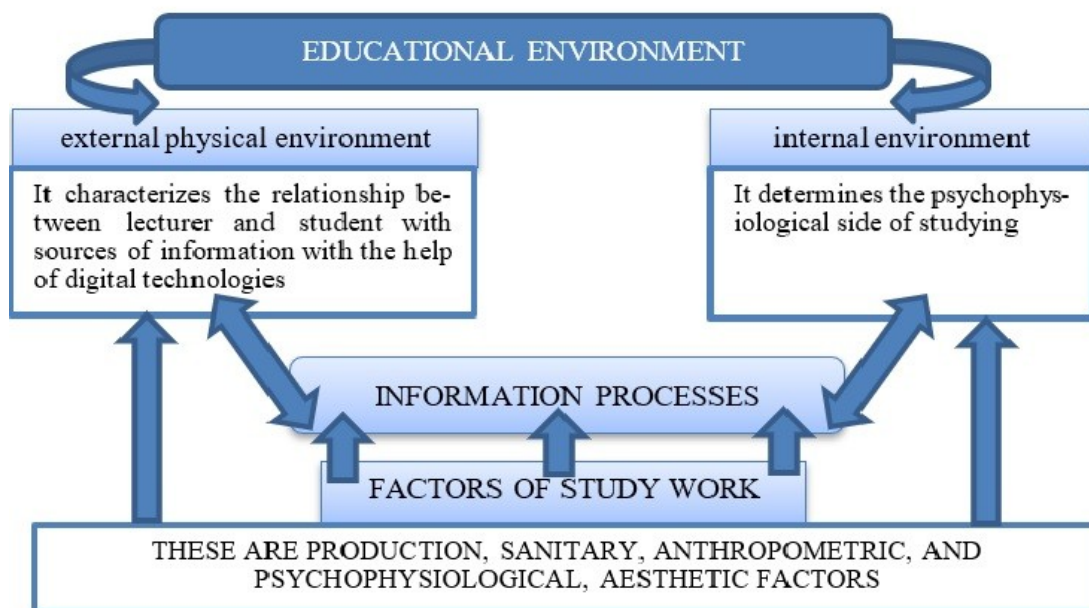 EDUCATIONAL ENVIRONMENT
external physical environment
It characterizes the relationship be-
tween lecturer and student with
sources of information with the help
of digital technologies
internal environment
It determines the psychophys-
iological side of studying
INFORMATION PROCESSES
FACTORS OF STUDY WORK
THESE ARE PRODUCTION, SANITARY, ANTHROPOMETRIC, AND
PSYCHOPHYSIOLOGICAL, AESTHETIC FACTORS